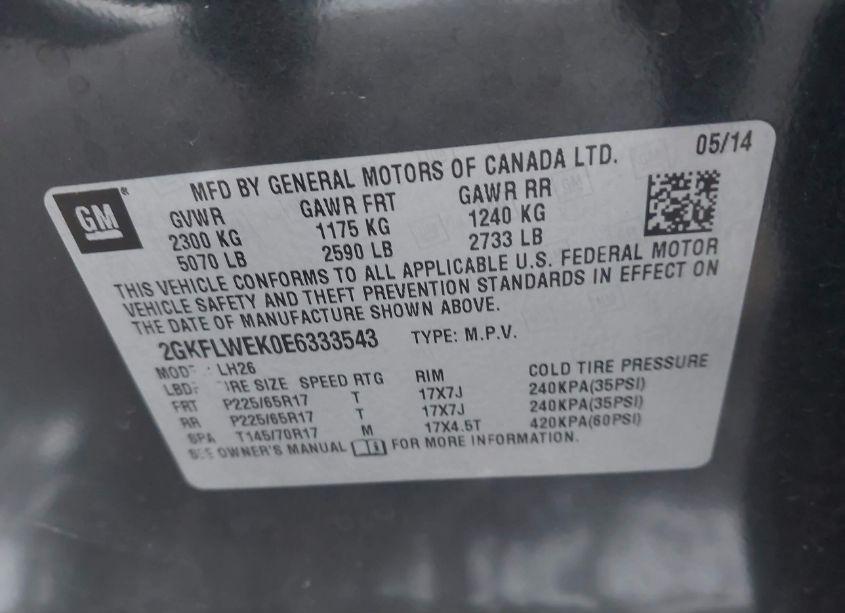 MFD BY GENERAL MOTORS OF CANADA LTD. 05/14
GM
GVWR GAWR FRT GAWR RR
2300 KG 1175 KG 1240 KG
5070 LB 2590 LB 2733 LB
THIS VEHICLE CONFORMS TO ALL APPLICABLE U.S. FEDERAL MOTOR
VEHICLE SAFETY AND THEFT PREVENTION STANDARDS IN EFFECT ON
THE DATE OF MANUFACTURE SHOWN ABOVE.
2GKFLWEK0E6333543 TYPE: M.P.V.
LH26
SIZE SPEED RTG RIM COLD TIRE PRESSURE
FRT P225/65R17 T 17X7J 240KPA(35PSI)
RR P225/65R17 T 17X7J 240KPA(35PSI)
SPA T145/70R17 M 17X4.5T 420KPA(60PSI)
SEE OWNER'S MANUAL FOR MORE INFORMATION.